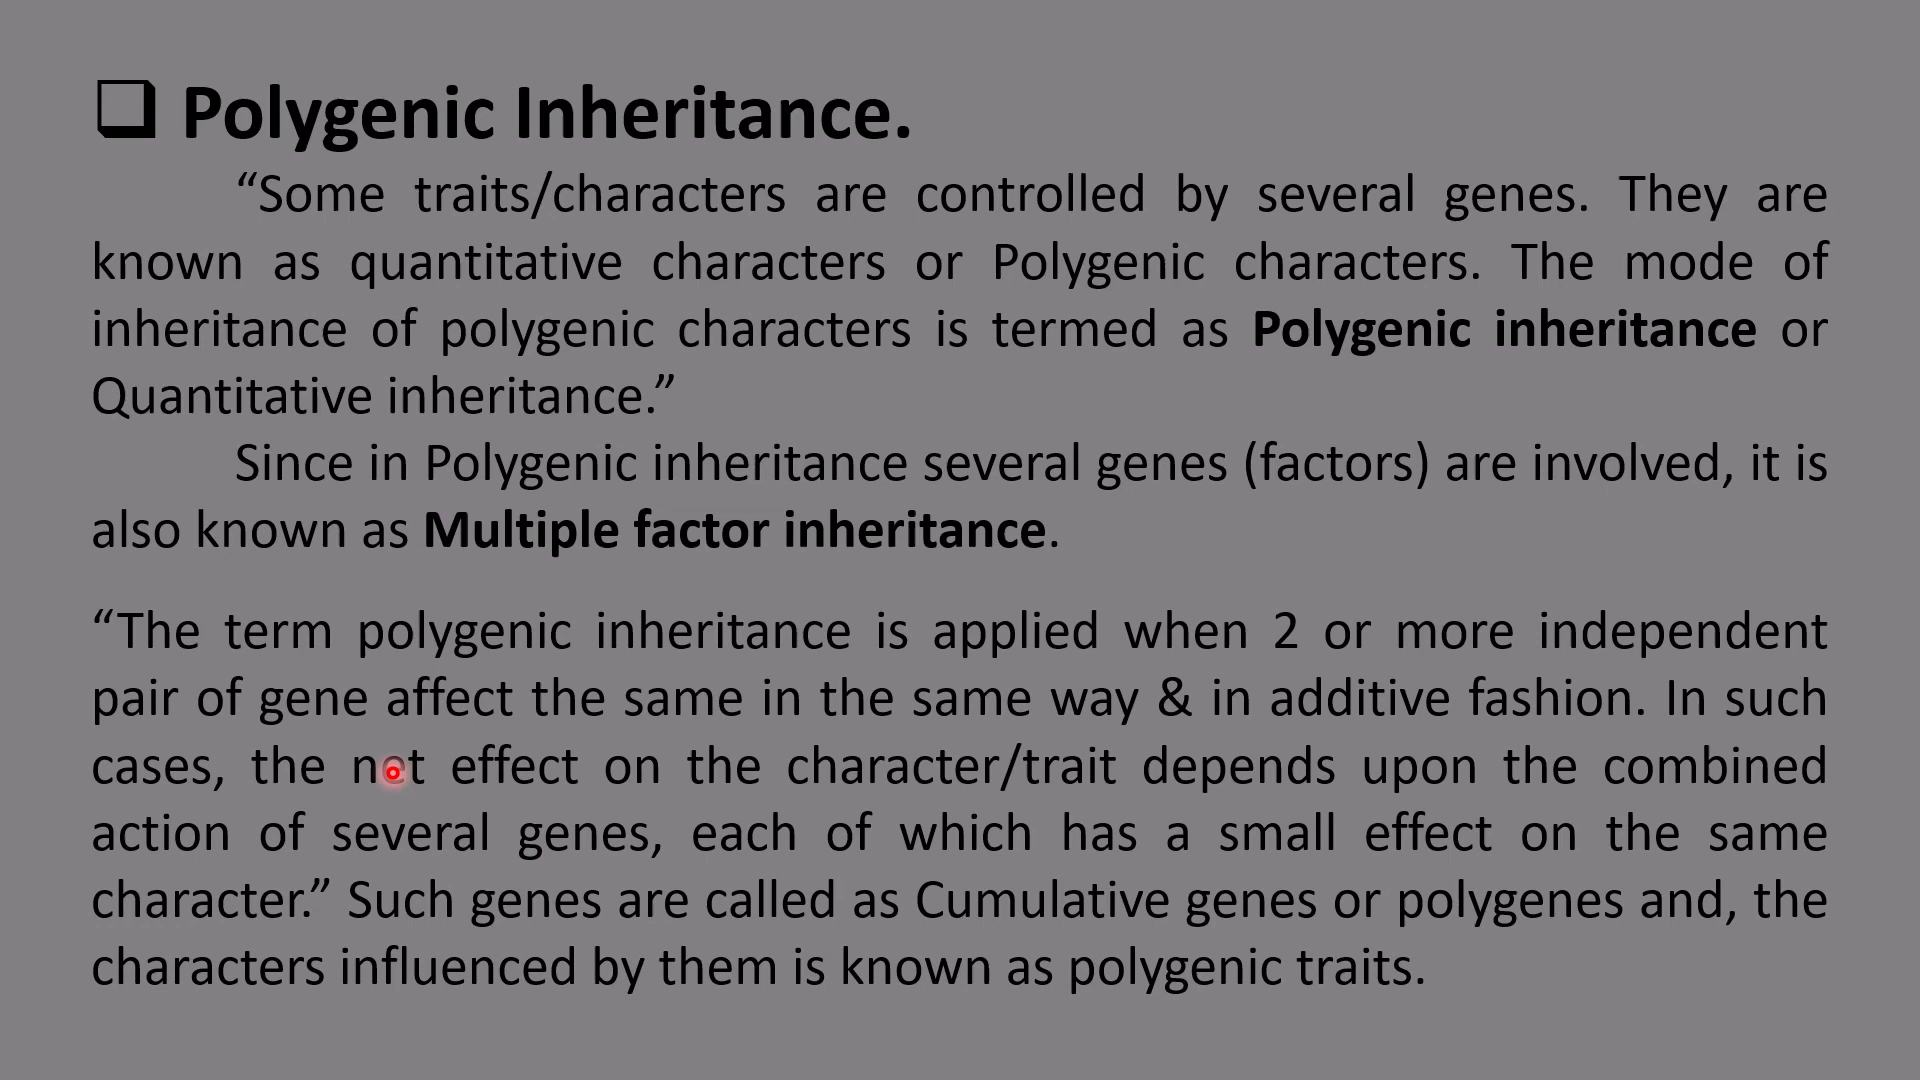 Polygenic Inheritance.
“Some traits/characters are controlled by several genes. They are
known as quantitative characters or Polygenic characters. The mode of
inheritance of polygenic characters is termed as Polygenic inheritance or
Quantitative inheritance.”
Since in Polygenic inheritance several genes (factors) are involved, it is
also known as Multiple factor inheritance.
“The term polygenic inheritance is applied when 2 or more independent
pair of gene affect the same in the same way & in additive fashion. In such
cases, the net effect on the character/trait depends upon the combined
action of several genes, each of which has a small effect on the same
character.” Such genes are called as Cumulative genes or polygenes and, the
characters influenced by them is known as polygenic traits.